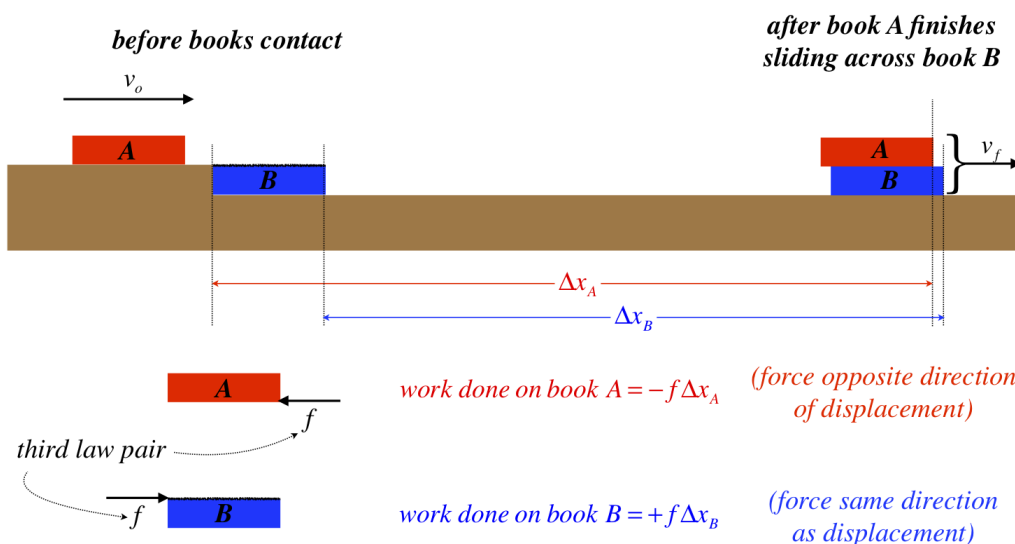 before books contact
after book A finishes
sliding across book B
v_o
A
B
A
B
v_f
Δx_A
Δx_B
A
f
work done on book A = −f Δx_A
(force opposite direction
of displacement)
third law pair
f
B
work done on book B = +f Δx_B
(force same direction
as displacement)